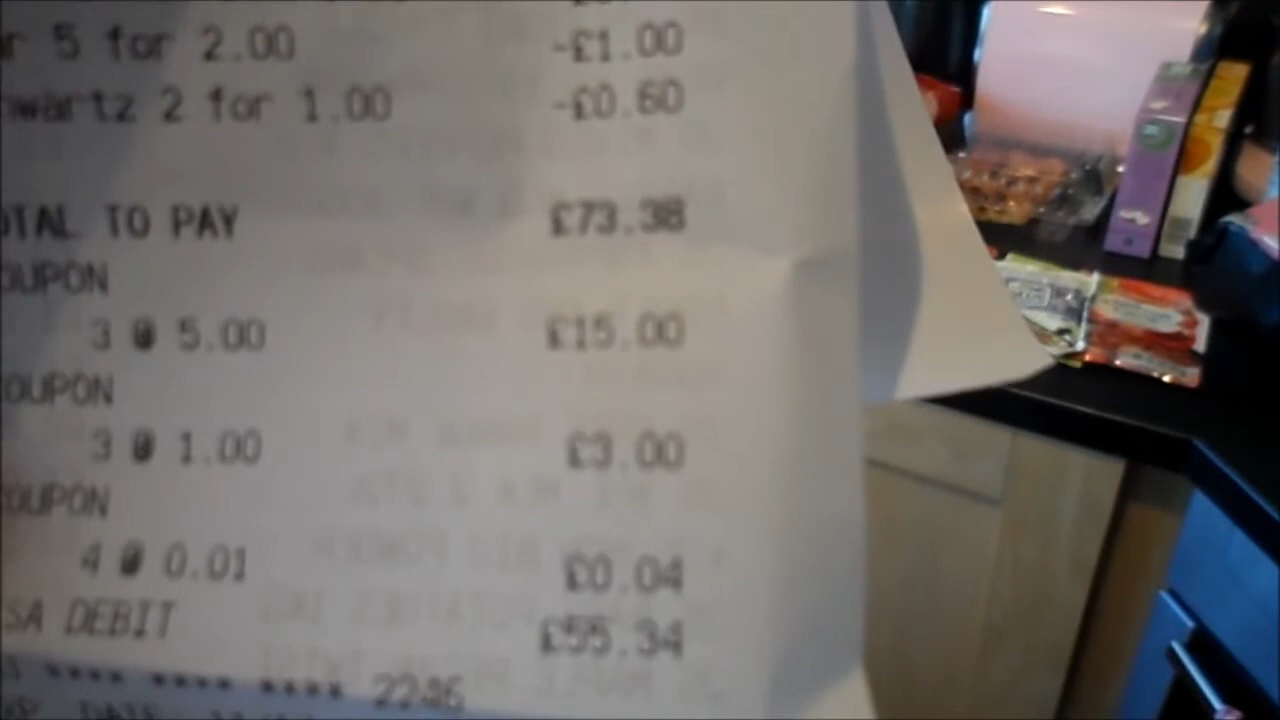 r 5 for 2.00 -£1.00
wartz 2 for 1.00 -£0.60
OTAL TO PAY £73.38
OUPON
3 @ 5.00 £15.00
OUPON
3 @ 1.00 £3.00
OUPON
4 @ 0.01 £0.04
SA DEBIT £55.34
**** **** **** 2246